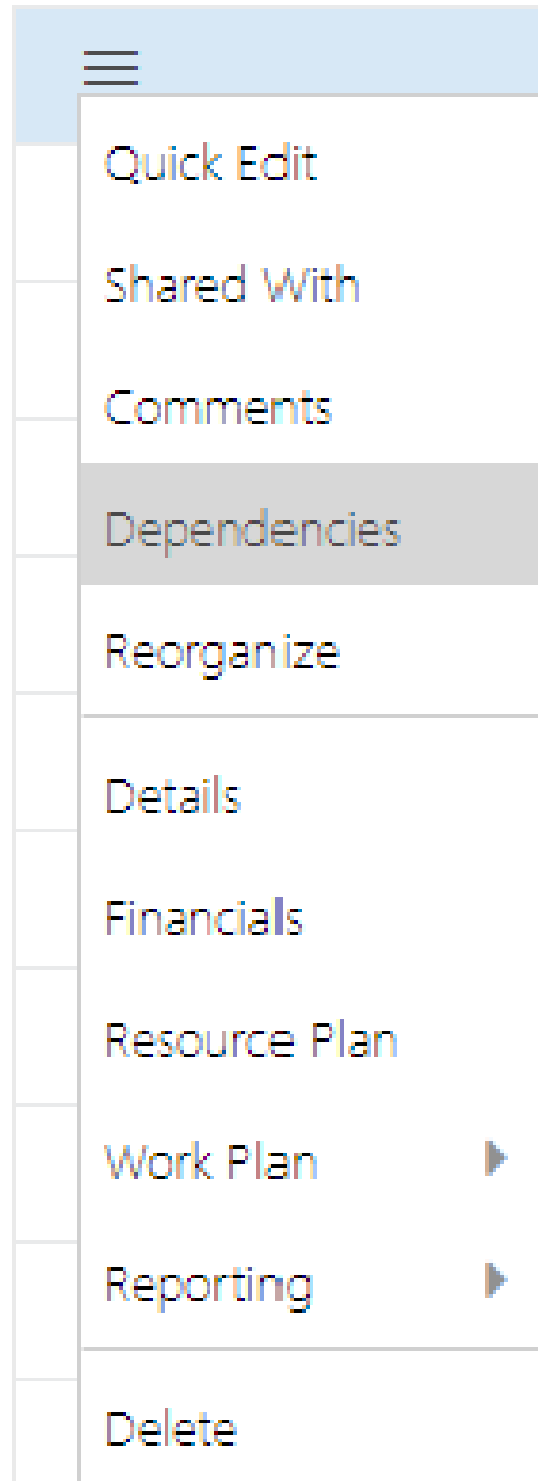 Quick Edit
Shared With
Comments
Dependencies
Reorganize
Details
Financials
Resource Plan
Work Plan
Reporting
Delete